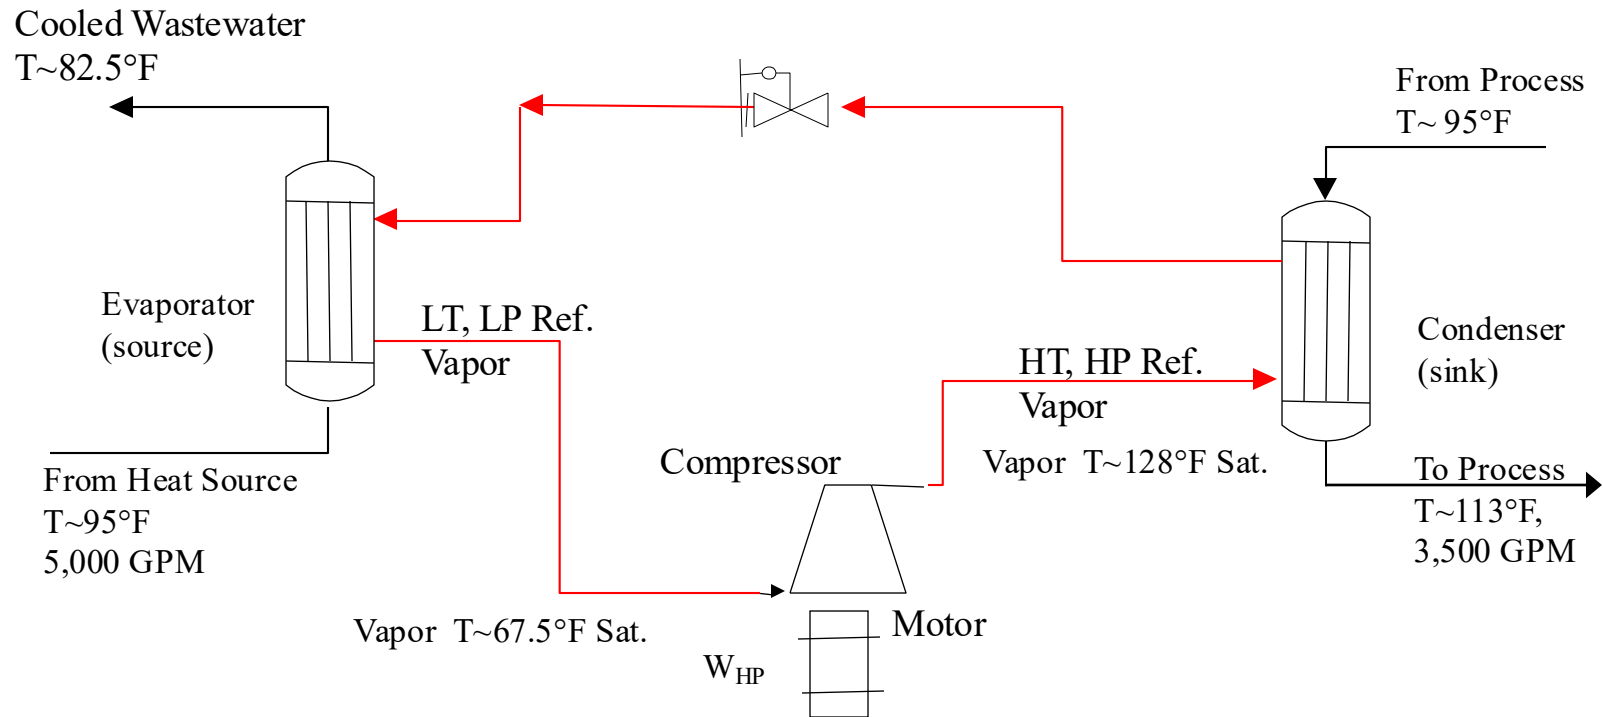 Cooled Wastewater
T~82.5°F
From Process
T~ 95°F
Evaporator
(source)
LT, LP Ref.
Vapor
HT, HP Ref.
Vapor
Condenser
(sink)
Compressor
Vapor  T~128°F Sat.
From Heat Source
T~95°F
5,000 GPM
To Process
T~113°F,
3,500 GPM
Vapor  T~67.5°F Sat.
Motor
WHP